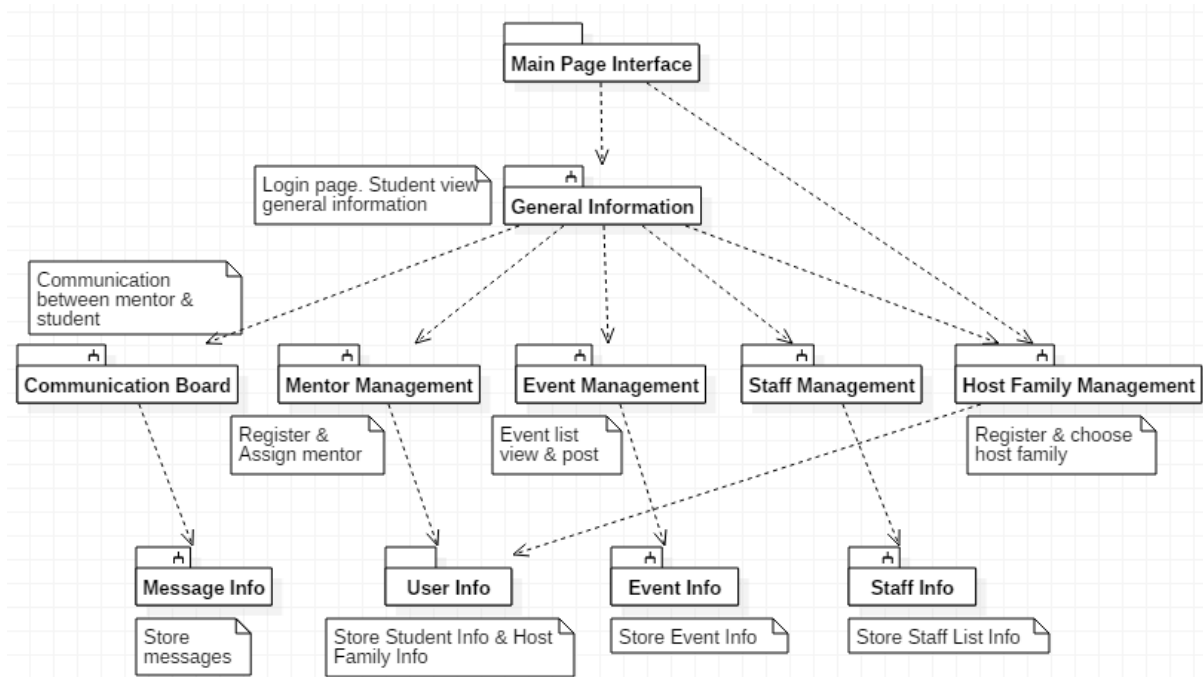 Main Page Interface
Login page. Student view
general information
General Information
Communication
between mentor &
student
Communication Board
Mentor Management
Event Management
Staff Management
Host Family Management
Register &
Assign mentor
Event list
view & post
Register & choose
host family
Message Info
User Info
Event Info
Staff Info
Store
messages
Store Student Info & Host
Family Info
Store Event Info
Store Staff List Info